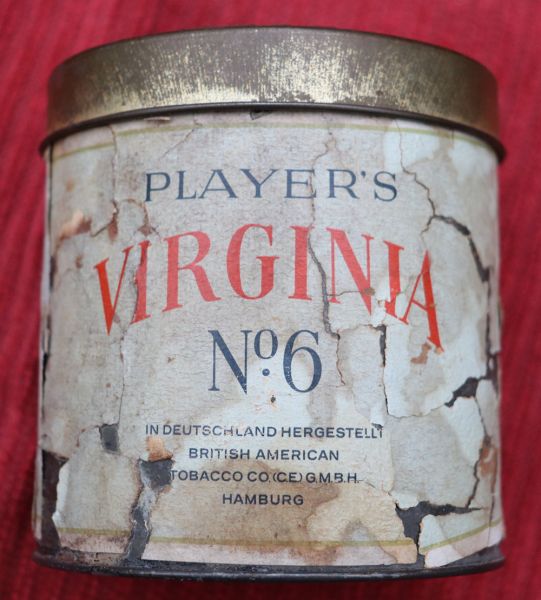 PLAYER'S
VIRGINIA
Nº6
IN DEUTSCHLAND HERGESTELLT
BRITISH AMERICAN
TOBACCO CO.(CE) G.M.B.H.
HAMBURG